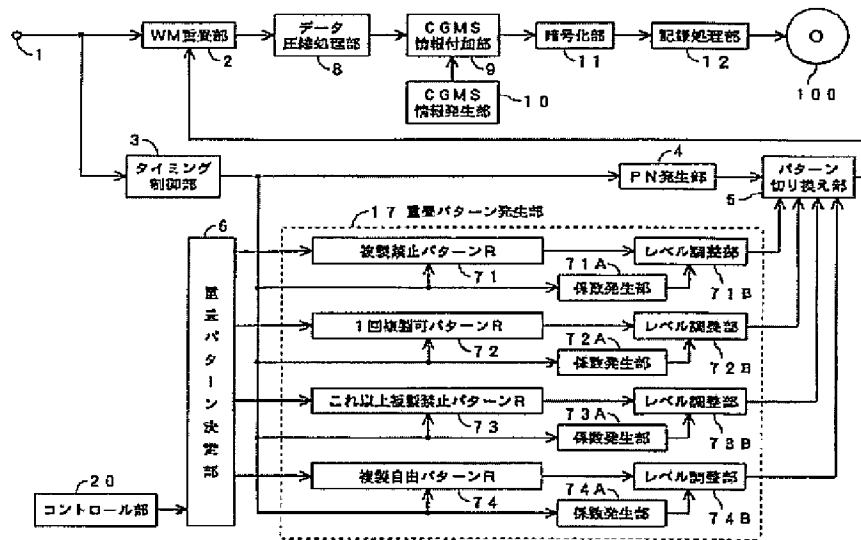 1
WM重畳部
2
データ
圧縮処理部
8
CGMS
情報付加部
9
CGMS
情報発生部
10
暗号化部
11
記録処理部
12
100
3
タイミング
制御部
4
PN発生部
パターン
切り換え部
5
17 重畳パターン発生部
6
重畳パターン決定部
複製禁止パターンR
71
71A
係数発生部
レベル調整部
71B
1回複製可パターンR
72
72A
係数発生部
レベル調整部
72B
これ以上複製禁止パターンR
73
73A
係数発生部
レベル調整部
73B
複製自由パターンR
74
74A
係数発生部
レベル調整部
74B
20
コントロール部